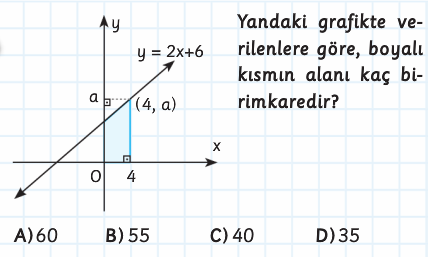 y
y = 2x+6
a
(4, a)
x
O
4
Yandaki grafikte ve-
rilenlere göre, boyalı
kısmın alanı kaç bi-
rimkaredir?
A) 60 B) 55 C) 40 D) 35